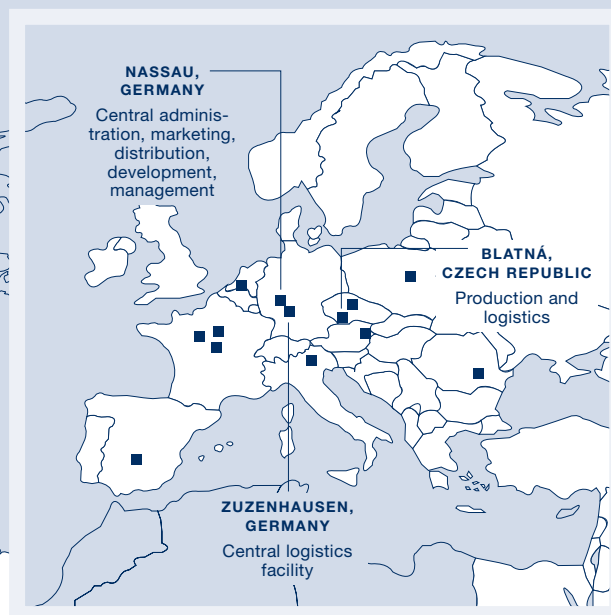 NASSAU,
GERMANY
Central adminis-
tration, marketing,
distribution,
development,
management
BLATNÁ,
CZECH REPUBLIC
Production and
logistics
ZUZENHAUSEN,
GERMANY
Central logistics
facility